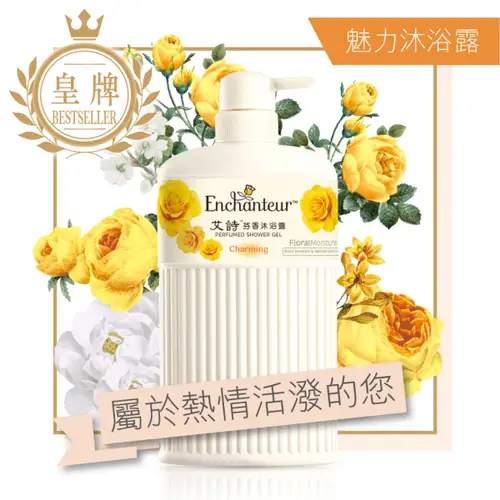 魅力沐浴露
皇牌
BESTSELLER
Enchanteur™
艾詩芬香沐浴露
PERFUMED SHOWER GEL
Charming
FloralMoisture
屬於熱情活潑的您